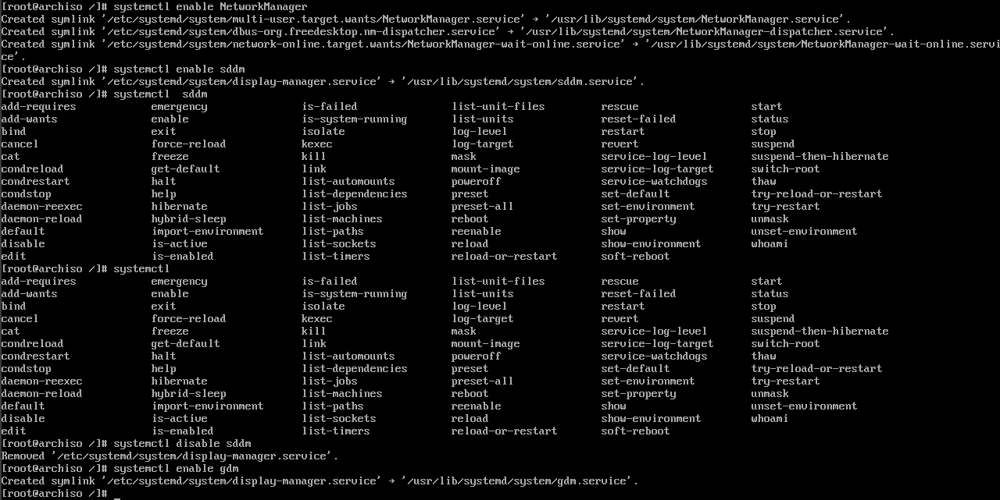 [root@archiso /]# systemctl enable NetworkManager
Created symlink '/etc/systemd/system/multi-user.target.wants/NetworkManager.service' → '/usr/lib/systemd/system/NetworkManager.service'.
Created symlink '/etc/systemd/system/dbus-org.freedesktop.nm-dispatcher.service' → '/usr/lib/systemd/system/NetworkManager-dispatcher.service'.
Created symlink '/etc/systemd/system/network-online.target.wants/NetworkManager-wait-online.service' → '/usr/lib/systemd/system/NetworkManager-wait-online.servi
ce'.
[root@archiso /]# systemctl enable sddm
Created symlink '/etc/systemd/system/display-manager.service' → '/usr/lib/systemd/system/sddm.service'.
[root@archiso /]# systemctl  sddm
add-requires            emergency               is-failed               list-unit-files         rescue                  start
add-wants               enable                  is-system-running       list-units              reset-failed            status
bind                    exit                    isolate                 log-level               restart                 stop
cancel                  force-reload            kexec                   log-target              revert                  suspend
cat                     freeze                  kill                    mask                    service-log-level       suspend-then-hibernate
condreload              get-default             link                    mount-image             service-log-target      switch-root
condrestart             halt                    list-automounts         poweroff                service-watchdogs       thaw
condstop                help                    list-dependencies       preset                  set-default             try-reload-or-restart
daemon-reexec           hibernate               list-jobs               preset-all              set-environment         try-restart
daemon-reload           hybrid-sleep            list-machines           reboot                  set-property            unmask
default                 import-environment      list-paths              reenable                show                    unset-environment
disable                 is-active               list-sockets            reload                  show-environment        whoami
edit                    is-enabled              list-timers             reload-or-restart       soft-reboot
[root@archiso /]# systemctl
add-requires            emergency               is-failed               list-unit-files         rescue                  start
add-wants               enable                  is-system-running       list-units              reset-failed            status
bind                    exit                    isolate                 log-level               restart                 stop
cancel                  force-reload            kexec                   log-target              revert                  suspend
cat                     freeze                  kill                    mask                    service-log-level       suspend-then-hibernate
condreload              get-default             link                    mount-image             service-log-target      switch-root
condrestart             halt                    list-automounts         poweroff                service-watchdogs       thaw
condstop                help                    list-dependencies       preset                  set-default             try-reload-or-restart
daemon-reexec           hibernate               list-jobs               preset-all              set-environment         try-restart
daemon-reload           hybrid-sleep            list-machines           reboot                  set-property            unmask
default                 import-environment      list-paths              reenable                show                    unset-environment
disable                 is-active               list-sockets            reload                  show-environment        whoami
edit                    is-enabled              list-timers             reload-or-restart       soft-reboot
[root@archiso /]# systemctl disable sddm
Removed '/etc/systemd/system/display-manager.service'.
[root@archiso /]# systemctl enable gdm
Created symlink '/etc/systemd/system/display-manager.service' → '/usr/lib/systemd/system/gdm.service'.
[root@archiso /]# _